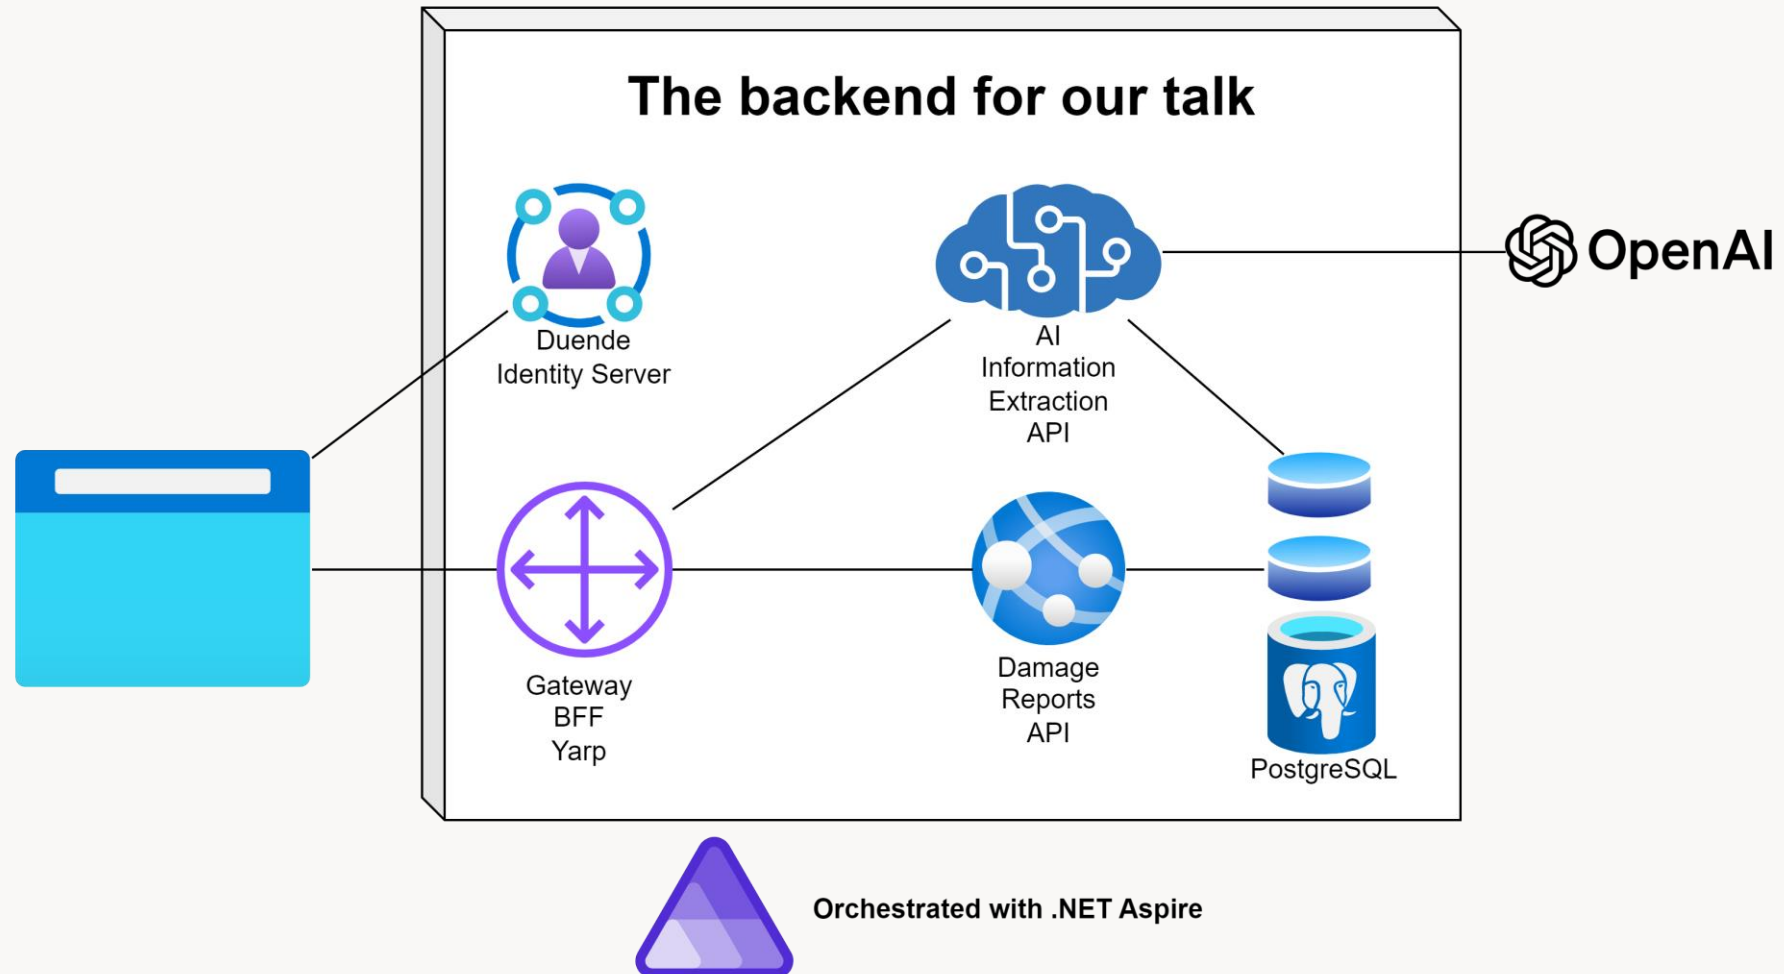 The backend for our talk
Duende
Identity Server
AI
Information
Extraction
API
OpenAI
Gateway
BFF
Yarp
Damage
Reports
API
PostgreSQL
Orchestrated with .NET Aspire